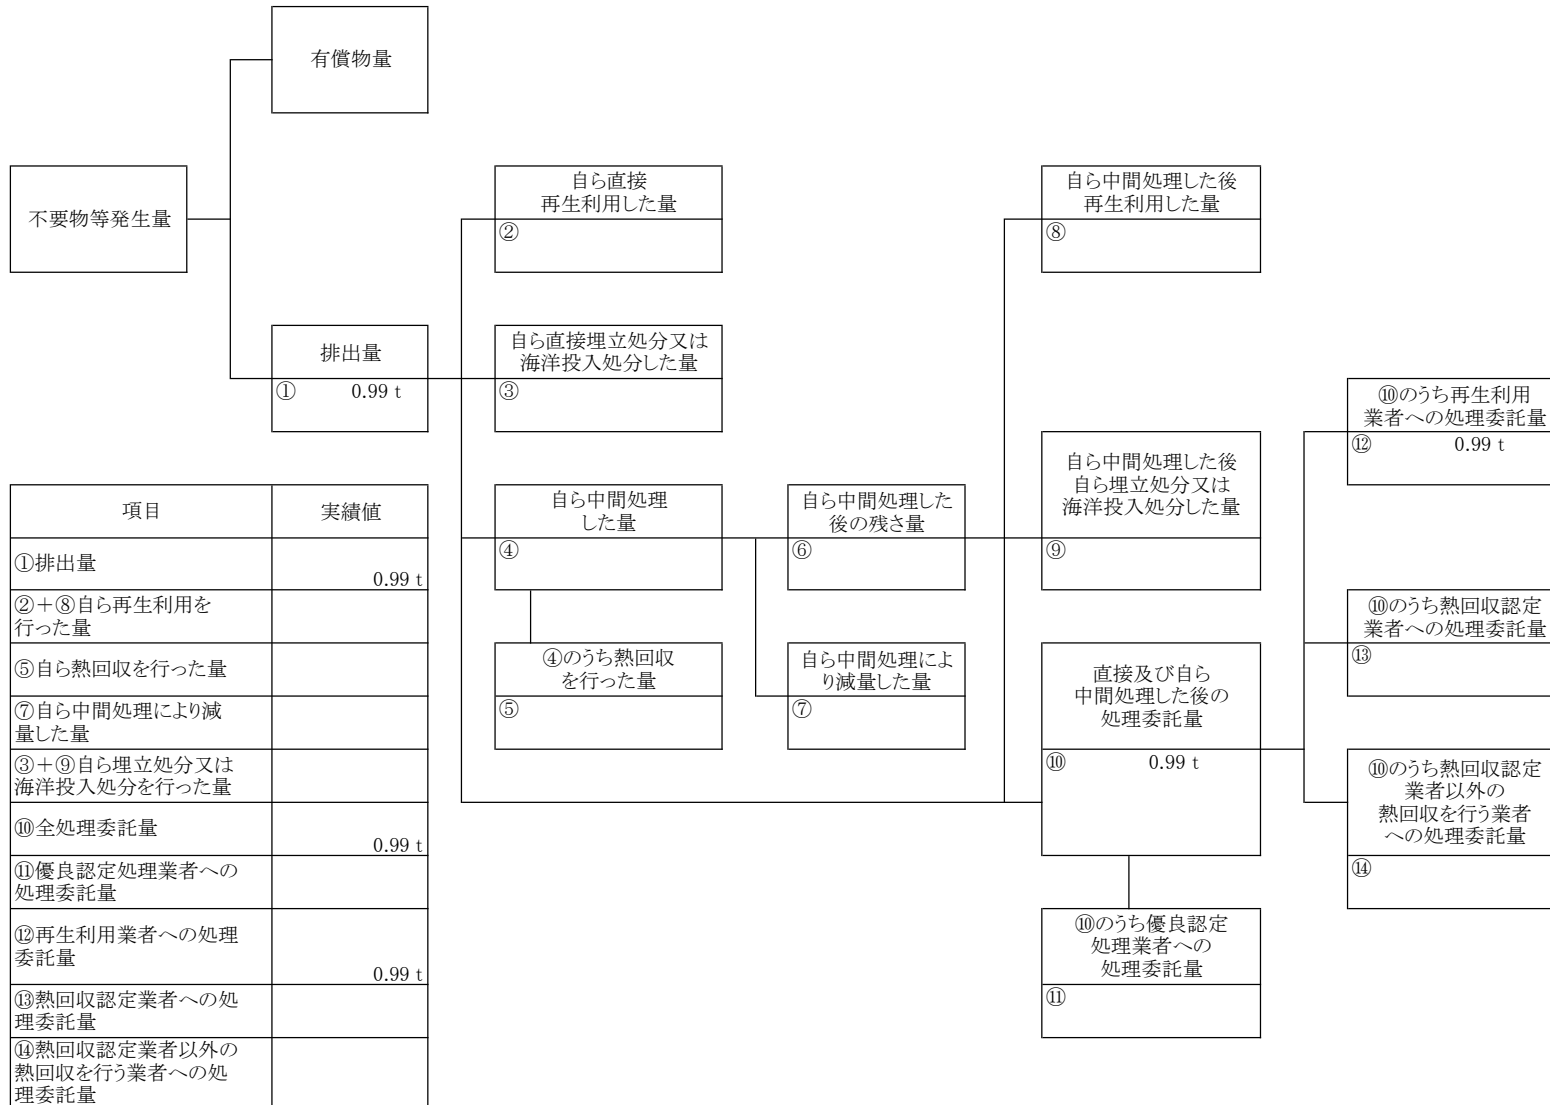 有償物量
不要物等発生量
自ら直接
再生利用した量
②
自ら中間処理した後
再生利用した量
⑧
排出量
① 0.99 t
自ら直接埋立処分又は
海洋投入処分した量
③
⑩のうち再生利用
業者への処理委託量
⑫ 0.99 t
自ら中間処理
した量
④
自ら中間処理した
後の残さ量
⑥
自ら中間処理した後
自ら埋立処分又は
海洋投入処分した量
⑨
⑩のうち熱回収認定
業者への処理委託量
⑬
④のうち熱回収
を行った量
⑤
自ら中間処理によ
り減量した量
⑦
直接及び自ら
中間処理した後の
処理委託量
⑩ 0.99 t
⑩のうち熱回収認定
業者以外の
熱回収を行う業者
への処理委託量
⑭
⑩のうち優良認定
処理業者への
処理委託量
⑪
項目 実績値
①排出量
0.99 t
②+⑧自ら再生利用を
行った量
⑤自ら熱回収を行った量
⑦自ら中間処理により減
量した量
③+⑨自ら埋立処分又は
海洋投入処分を行った量
⑩全処理委託量
0.99 t
⑪優良認定処理業者への
処理委託量
⑫再生利用業者への処理
委託量
0.99 t
⑬熱回収認定業者への処
理委託量
⑭熱回収認定業者以外の
熱回収を行う業者への処
理委託量